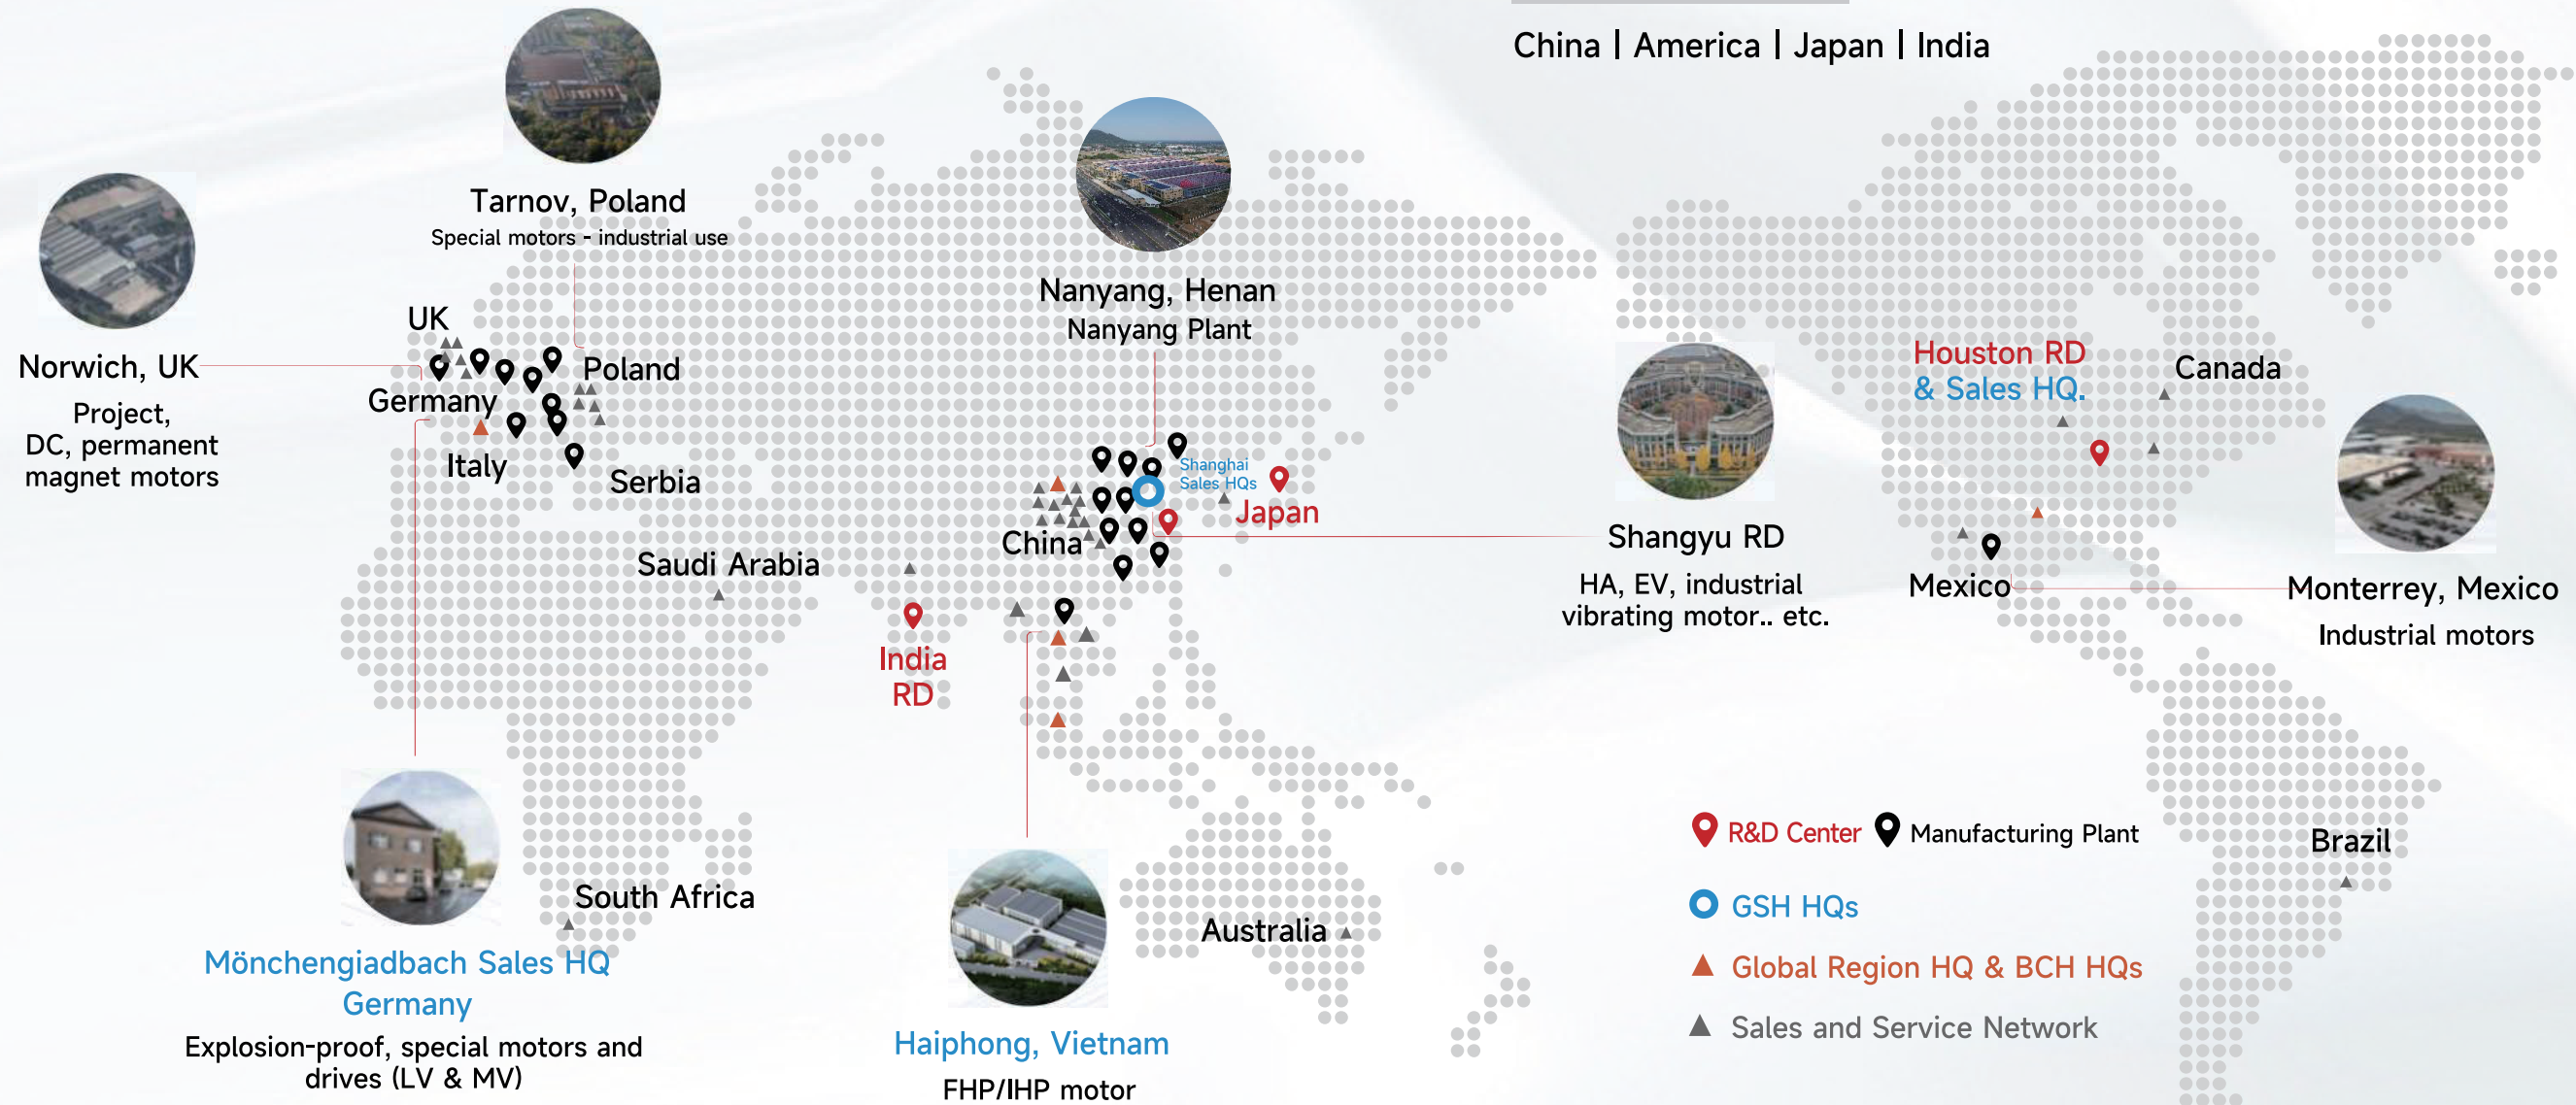 China | America | Japan | India
Tarnov, Poland
Special motors - industrial use
Nanyang, Henan
Nanyang Plant
UK
Norwich, UK
Project,
DC, permanent
magnet motors
Poland
Germany
Italy
Serbia
Shanghai
Sales HQs
Japan
China
Saudi Arabia
India
RD
Shangyu RD
HA, EV, industrial
vibrating motor.. etc.
Houston RD
& Sales HQ.
Canada
Mexico
Monterrey, Mexico
Industrial motors
South Africa
Australia
Brazil
Mönchengiadbach Sales HQ
Germany
Explosion-proof, special motors and
drives (LV & MV)
Haiphong, Vietnam
FHP/IHP motor
R&D Center
Manufacturing Plant
GSH HQs
Global Region HQ & BCH HQs
Sales and Service Network